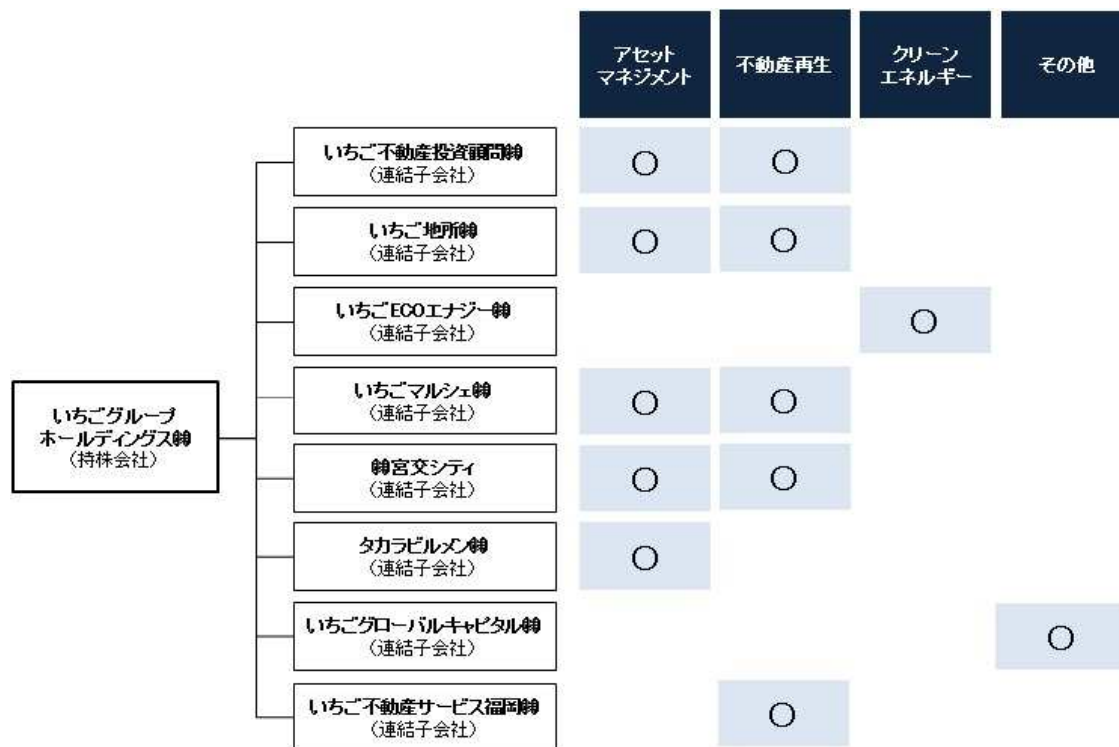 アセット
マネジメント
不動産再生
クリーン
エネルギー
その他
いちご不動産投資顧問㈱
（連結子会社）
〇 〇
いちご地所㈱
（連結子会社）
〇 〇
いちごECOエナジー㈱
（連結子会社）
〇
いちごマルシェ㈱
（連結子会社）
〇 〇
いちごグループ
ホールディングス㈱
（持株会社）
㈱宮交シティ
（連結子会社）
〇 〇
タカラビルメン㈱
（連結子会社）
〇
いちごグローバルキャピタル㈱
（連結子会社）
〇
いちご不動産サービス福岡㈱
（連結子会社）
〇